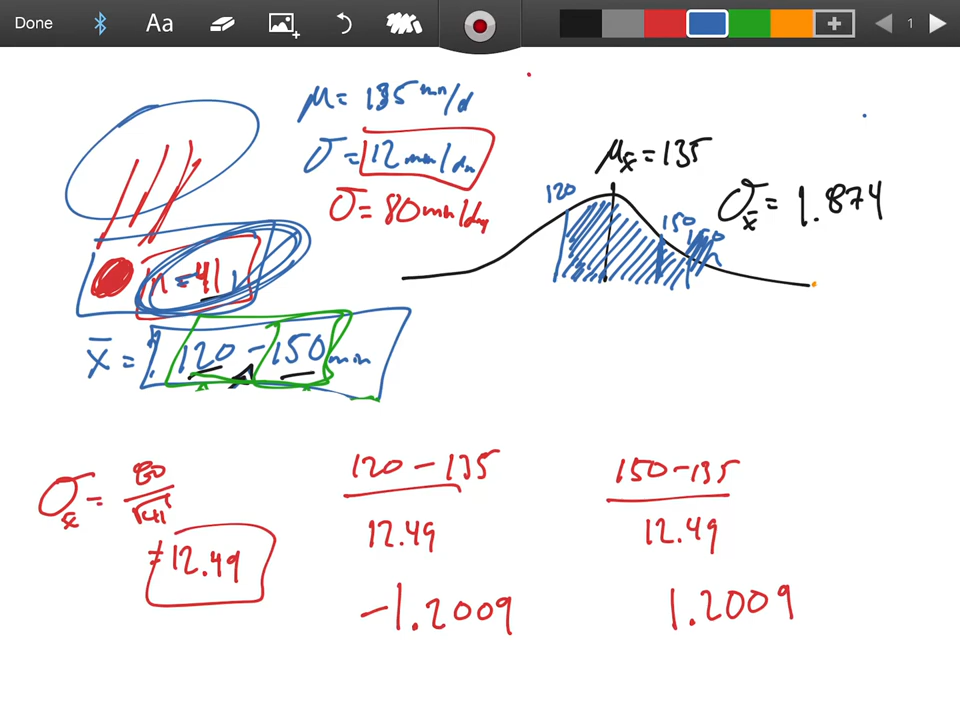 Done Aa 1
μ = 135 mn/d
σ = 12 min/day
σ = 80 min/day
n = 41
x̄ = 120 - 150 min
μx̄ = 135
σx̄ = 1.874
120
150
σx̄ = 80/√41
= 12.49
120 - 135
12.49
-1.2009
150 - 135
12.49
1.2009